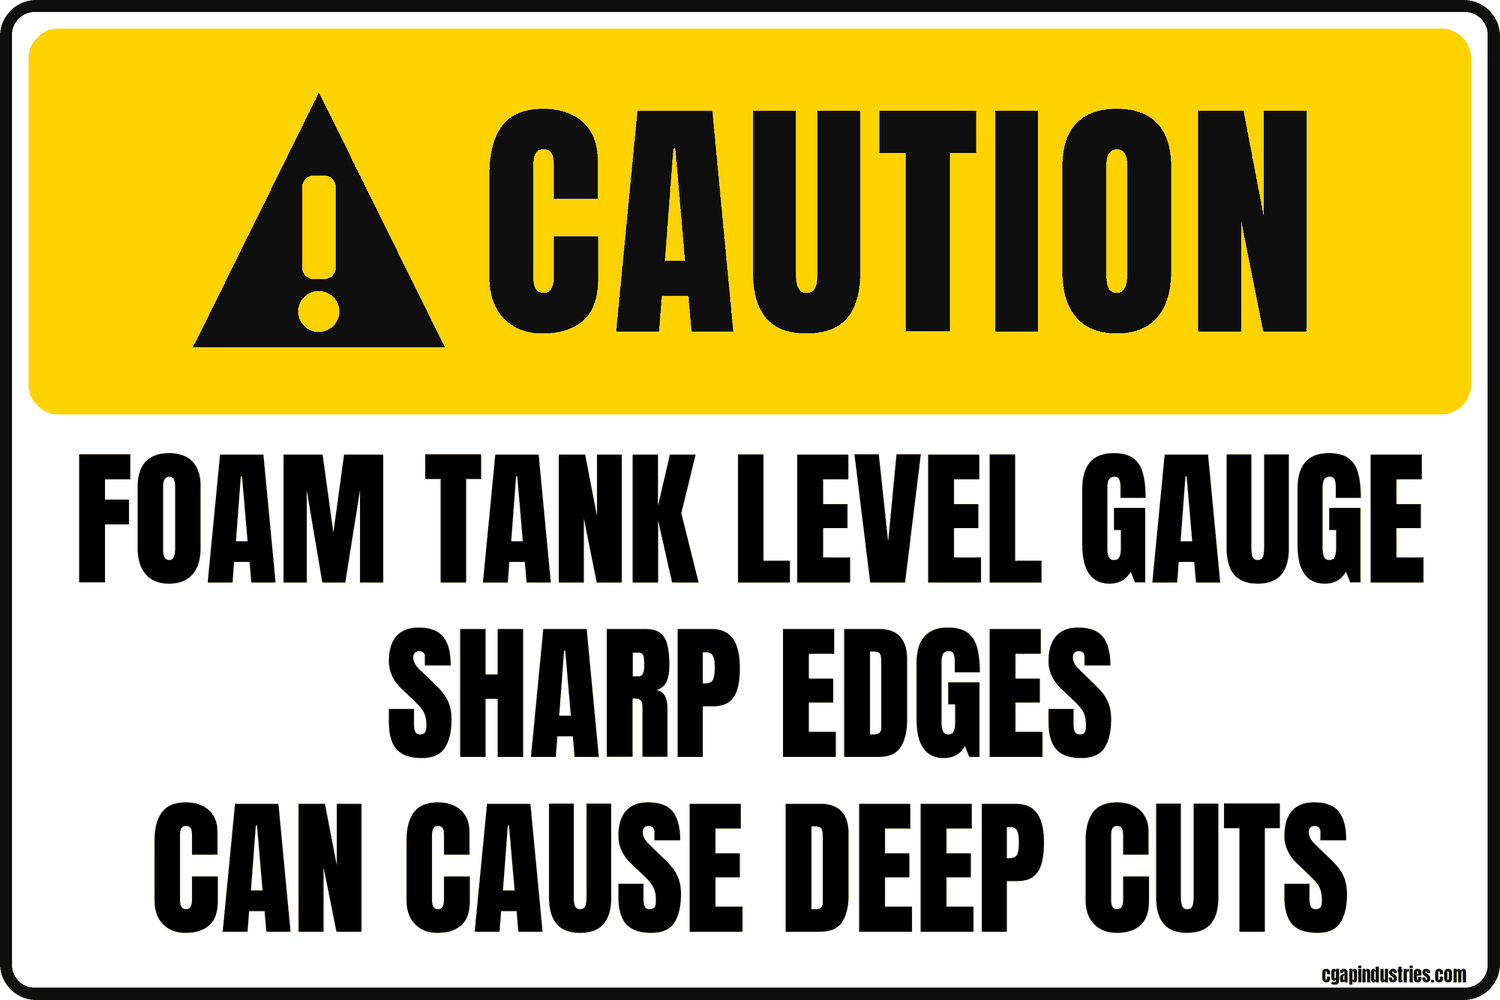 CAUTION
FOAM TANK LEVEL GAUGE
SHARP EDGES
CAN CAUSE DEEP CUTS
cgapindustries.com